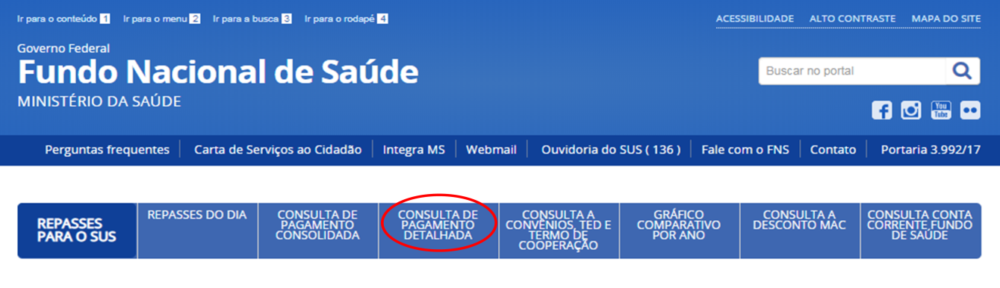 Ir para o conteúdo 1 Ir para o menu 2 Ir para a busca 3 Ir para o rodapé 4
ACESSIBILIDADE ALTO CONTRASTE MAPA DO SITE
Governo Federal
Fundo Nacional de Saúde
MINISTÉRIO DA SAÚDE
Buscar no portal
You
Tube
Perguntas frequentes Carta de Serviços ao Cidadão Integra MS Webmail Ouvidoria do SUS ( 136 ) Fale com o FNS Contato Portaria 3.992/17
REPASSES
PARA O SUS
REPASSES DO DIA
CONSULTA DE
PAGAMENTO
CONSOLIDADA
CONSULTA DE
PAGAMENTO
DETALHADA
CONSULTA A
CONVÊNIOS, TED E
TERMO DE
COOPERAÇÃO
GRÁFICO
COMPARATIVO
POR ANO
CONSULTA A
DESCONTO MAC
CONSULTA CONTA
CORRENTE FUNDO
DE SAÚDE